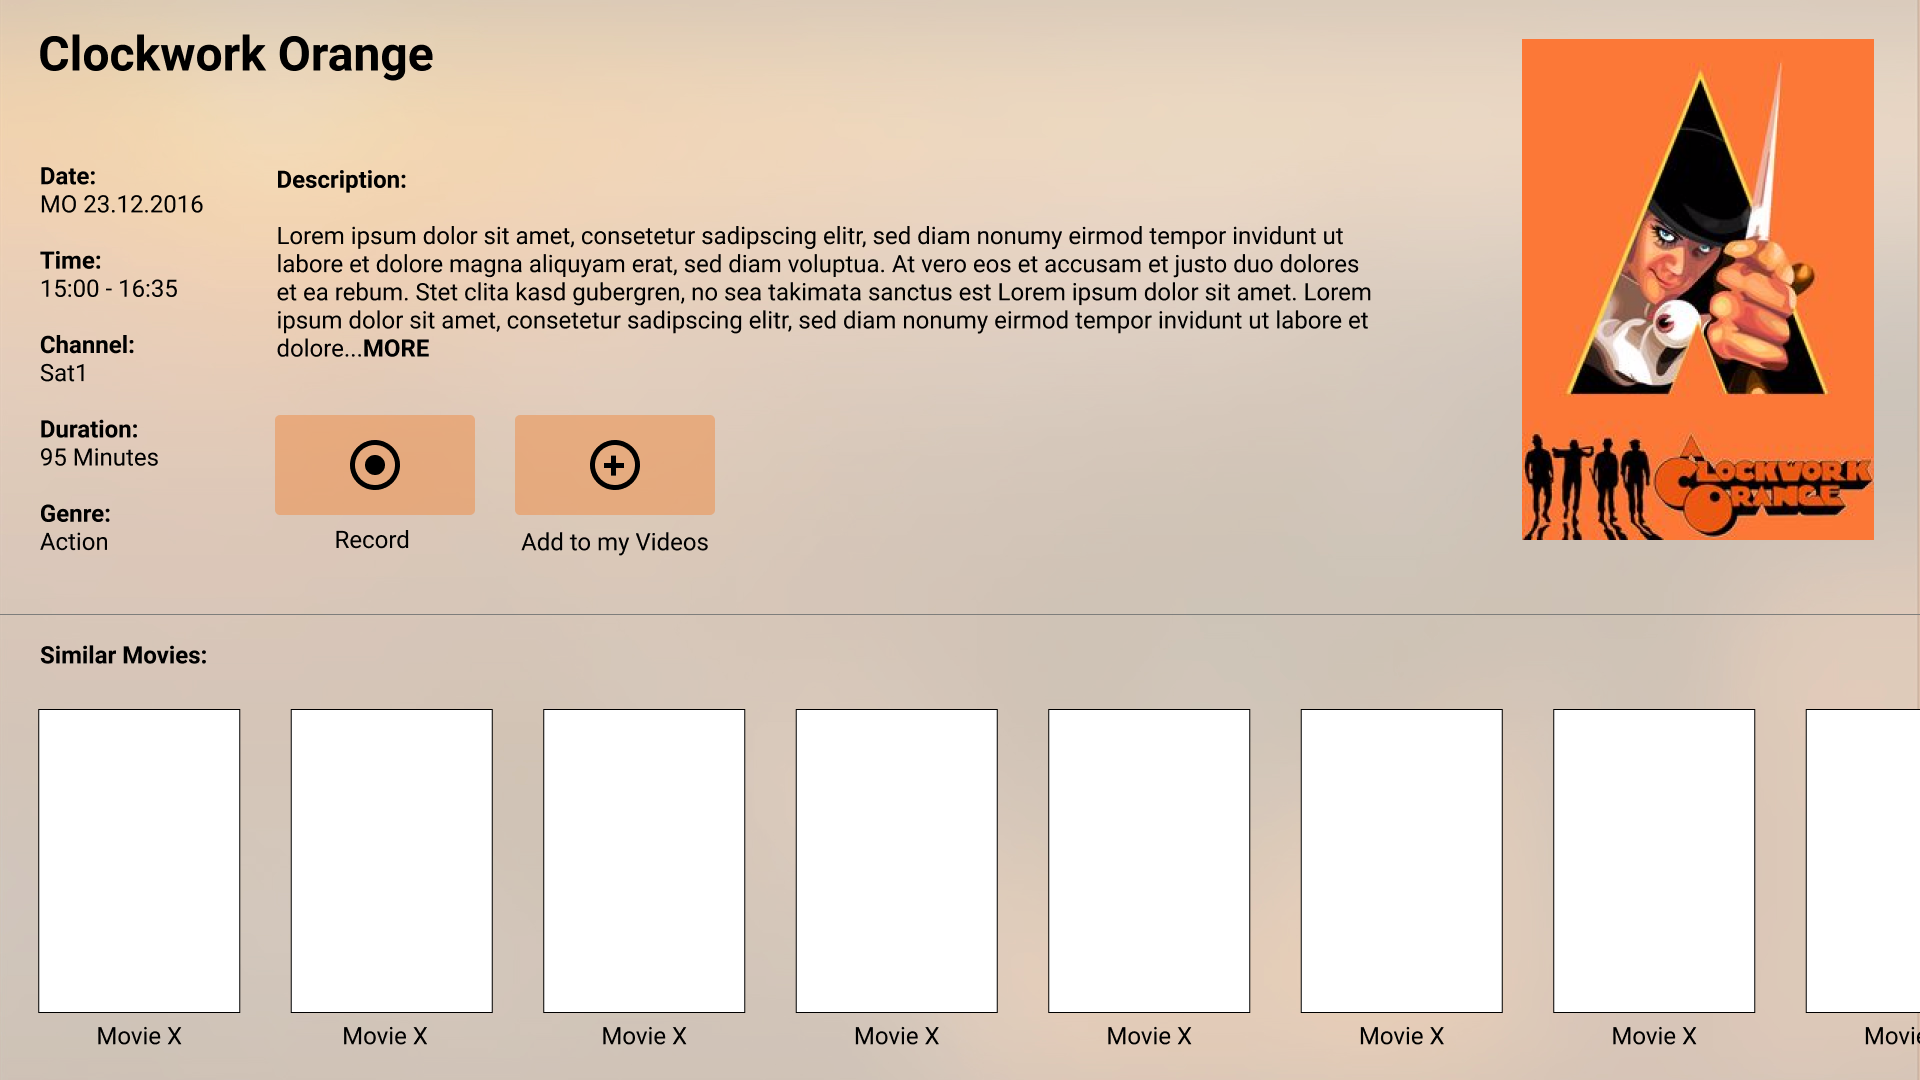 Clockwork Orange
Date:
MO 23.12.2016
Time:
15:00 - 16:35
Channel:
Sat1
Duration:
95 Minutes
Genre:
Action
Description:
Lorem ipsum dolor sit amet, consetetur sadipscing elitr, sed diam nonumy eirmod tempor invidunt ut
labore et dolore magna aliquyam erat, sed diam voluptua. At vero eos et accusam et justo duo dolores
et ea rebum. Stet clita kasd gubergren, no sea takimata sanctus est Lorem ipsum dolor sit amet. Lorem
ipsum dolor sit amet, consetetur sadipscing elitr, sed diam nonumy eirmod tempor invidunt ut labore et
dolore...MORE
Record
Add to my Videos
A
CLOCKWORK
ORANGE
Similar Movies:
Movie X
Movie X
Movie X
Movie X
Movie X
Movie X
Movie X
Movie